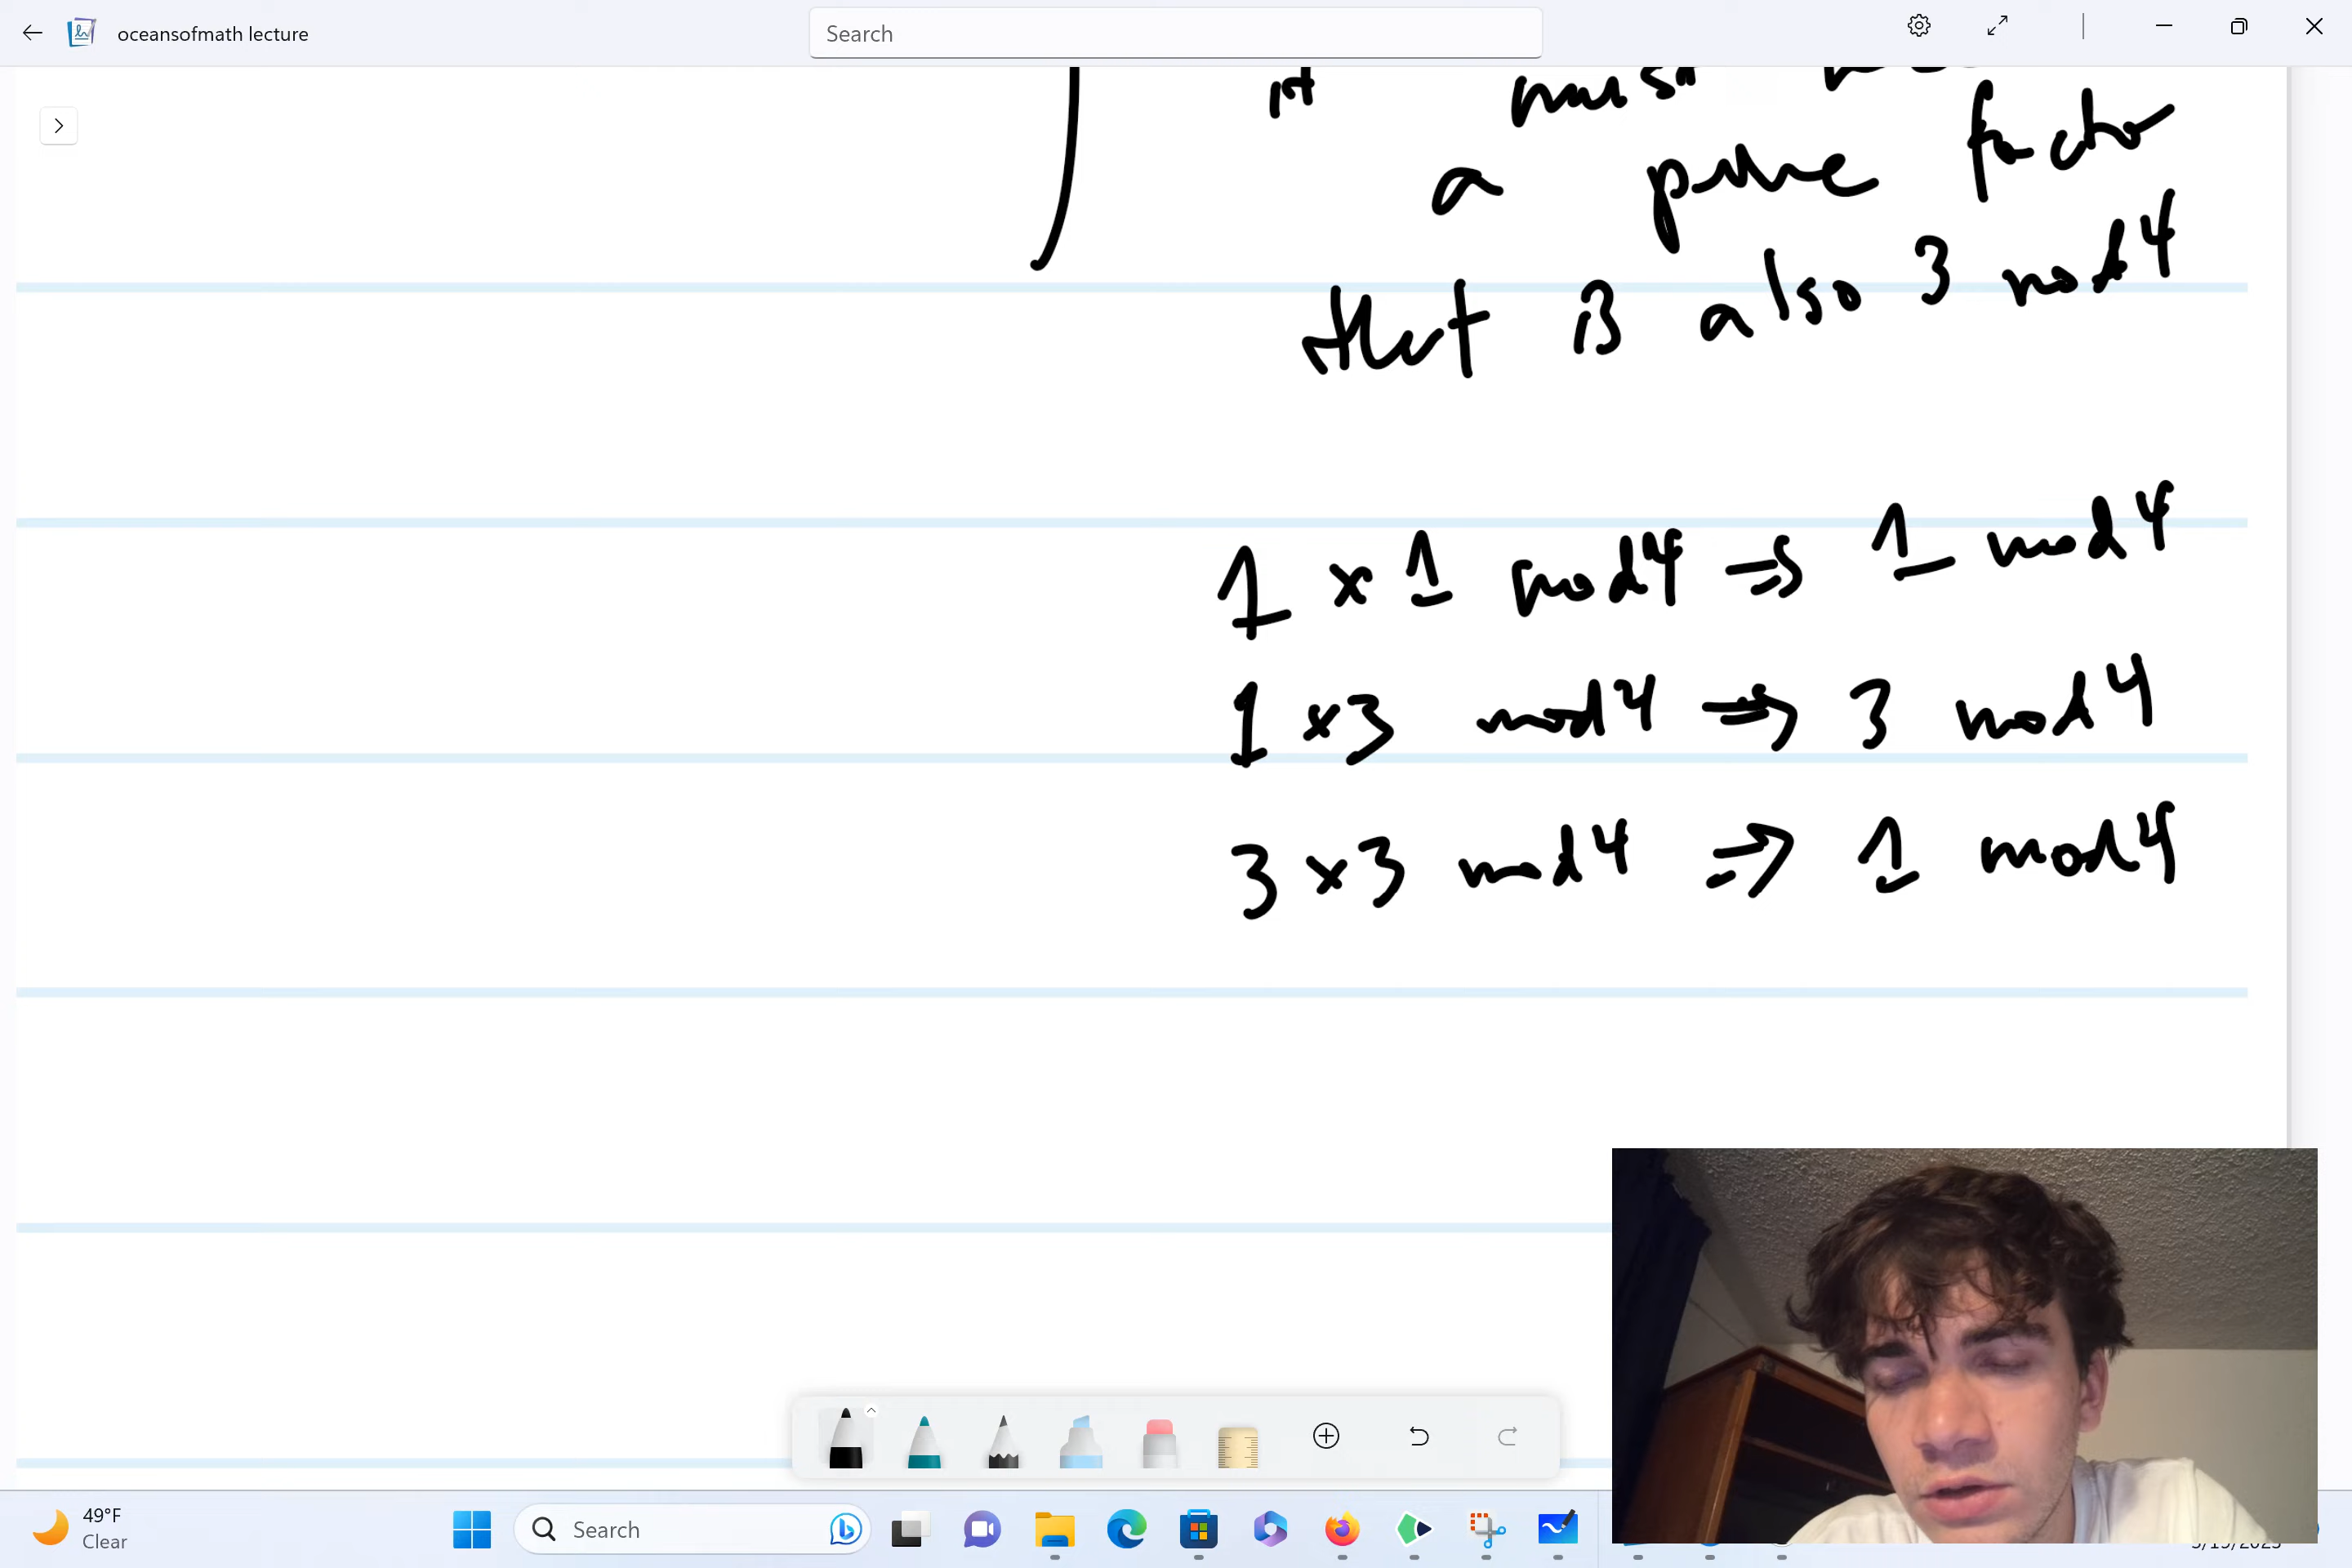 oceansofmath lecture
Search
a prime factor
that is also 3 mod 4
1 × 1 mod 4 ⇒ 1 mod 4
1 × 3 mod 4 ⇒ 3 mod 4
3 × 3 mod 4 ⇒ 1 mod 4
49°F
Clear
Search